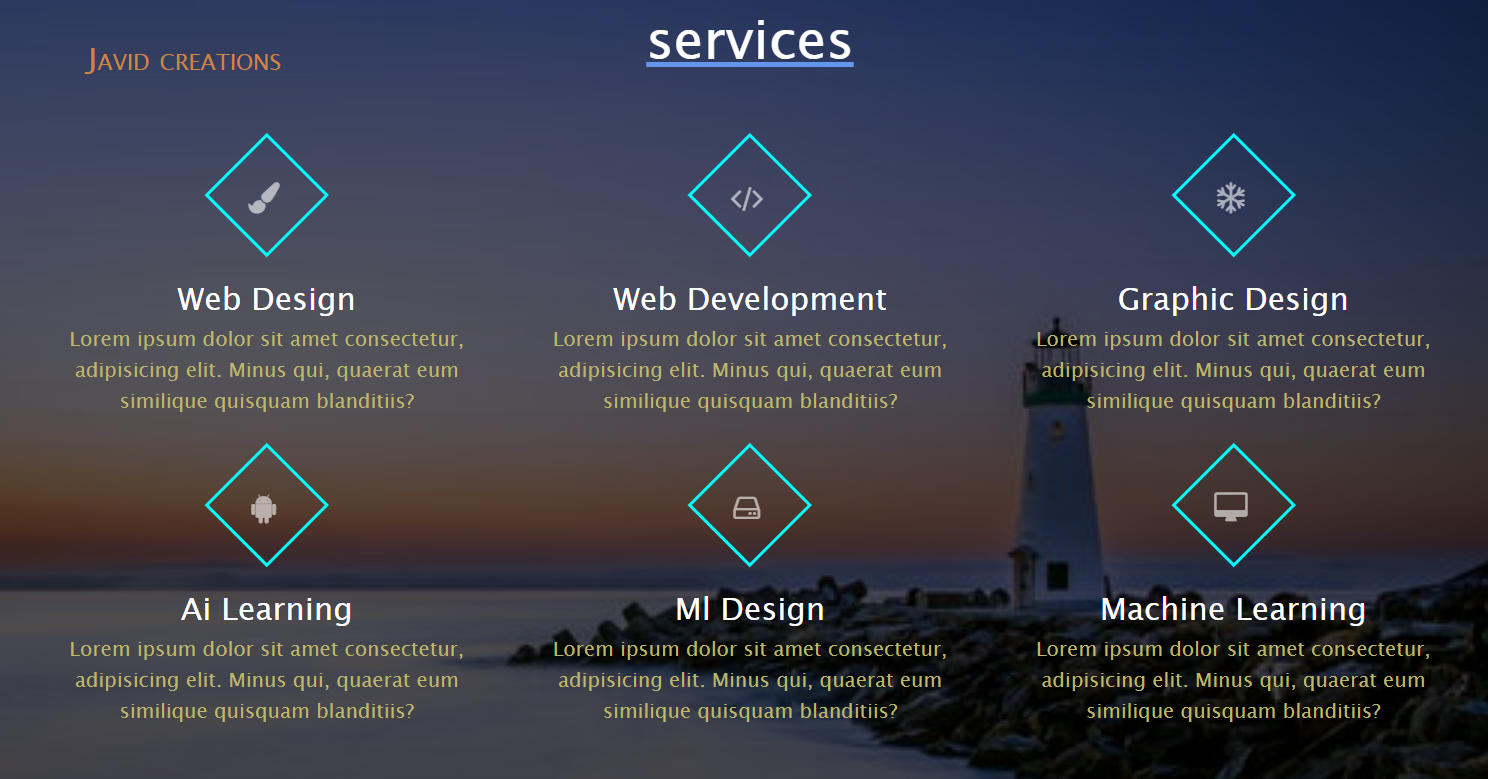 services
Javid creations
Web Design
Lorem ipsum dolor sit amet consectetur,
adipisicing elit. Minus qui, quaerat eum
similique quisquam blanditiis?
Web Development
Lorem ipsum dolor sit amet consectetur,
adipisicing elit. Minus qui, quaerat eum
similique quisquam blanditiis?
Graphic Design
Lorem ipsum dolor sit amet consectetur,
adipisicing elit. Minus qui, quaerat eum
similique quisquam blanditiis?
Ai Learning
Lorem ipsum dolor sit amet consectetur,
adipisicing elit. Minus qui, quaerat eum
similique quisquam blanditiis?
Ml Design
Lorem ipsum dolor sit amet consectetur,
adipisicing elit. Minus qui, quaerat eum
similique quisquam blanditiis?
Machine Learning
Lorem ipsum dolor sit amet consectetur,
adipisicing elit. Minus qui, quaerat eum
similique quisquam blanditiis?